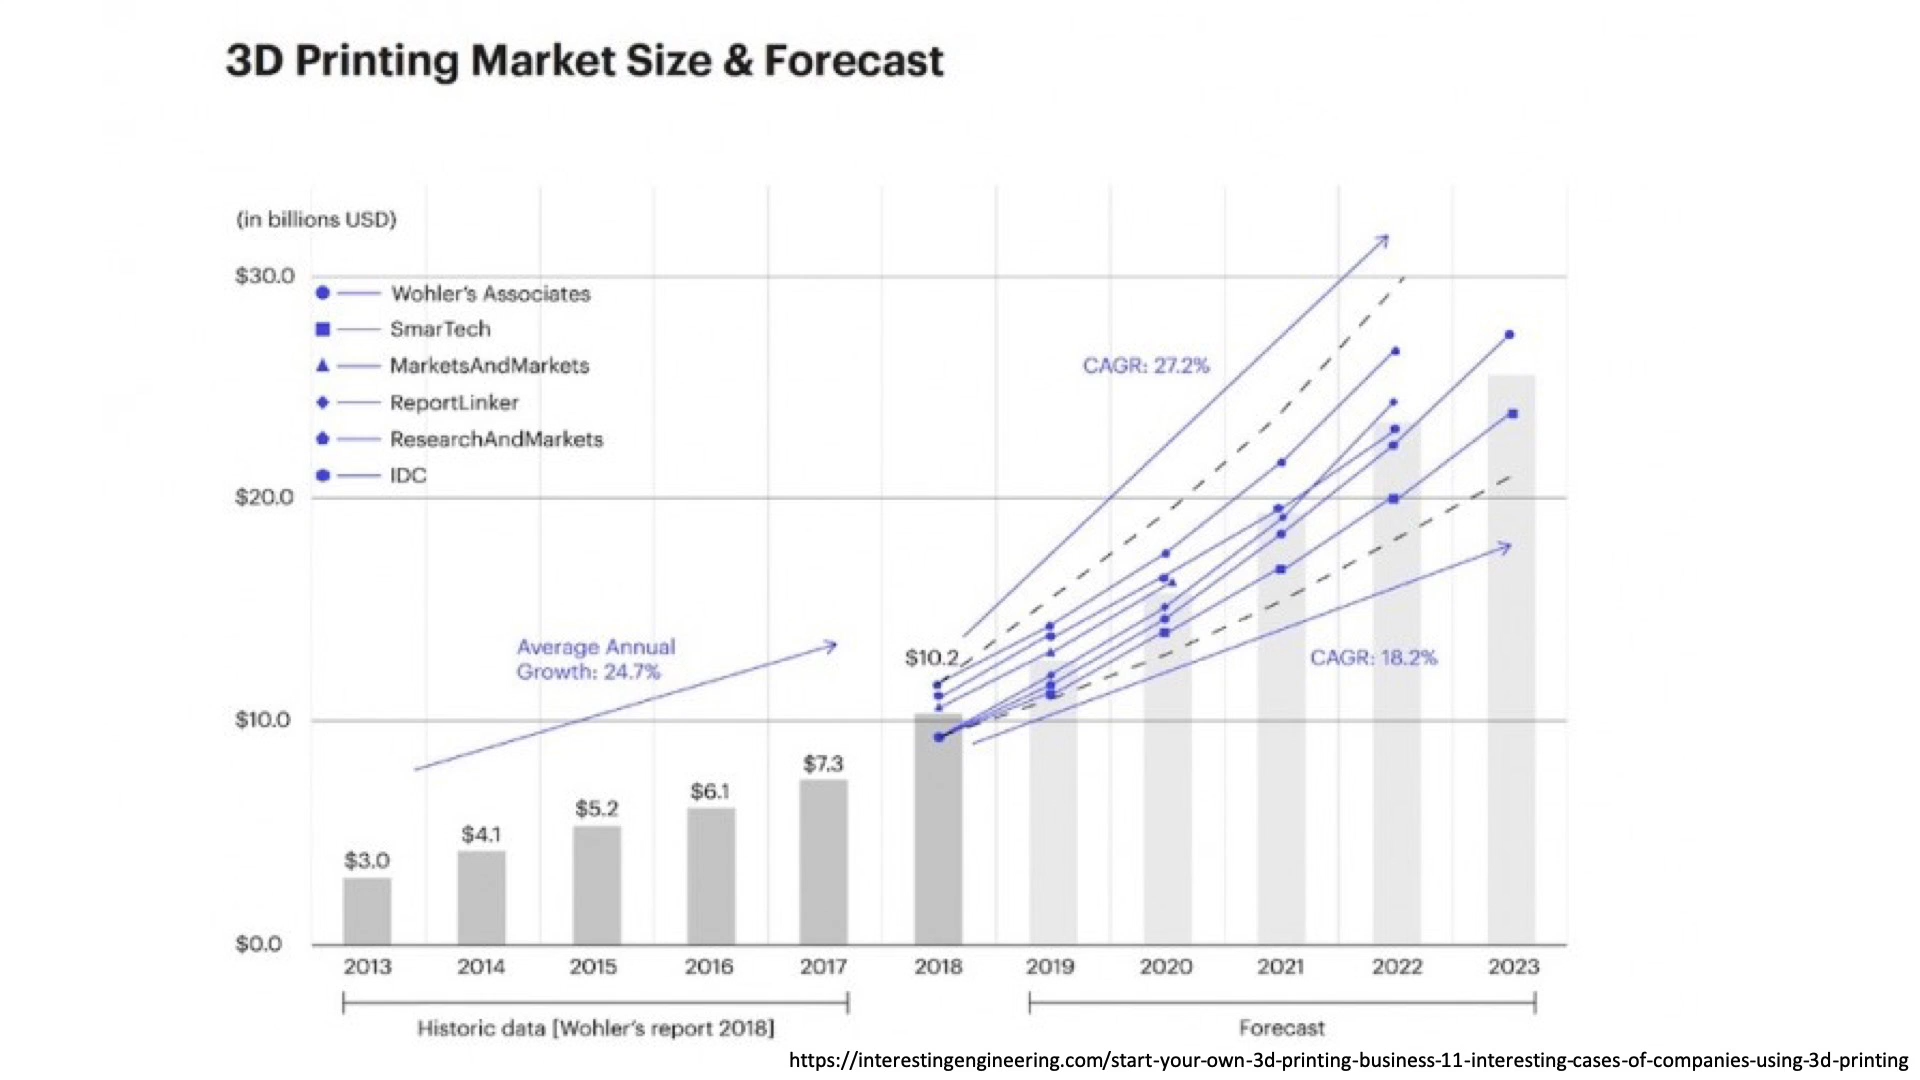 3D Printing Market Size & Forecast
(in billions USD)
$30.0
Wohler's Associates
SmarTech
MarketsAndMarkets
ReportLinker
ResearchAndMarkets
IDC
CAGR: 27.2%
$20.0
Average Annual
Growth: 24.7%
$10.2
CAGR: 18.2%
$10.0
$7.3
$6.1
$5.2
$4.1
$3.0
$0.0
2013 2014 2015 2016 2017 2018 2019 2020 2021 2022 2023
Historic data [Wohler's report 2018]
Forecast
https://interestingengineering.com/start-your-own-3d-printing-business-11-interesting-cases-of-companies-using-3d-printing